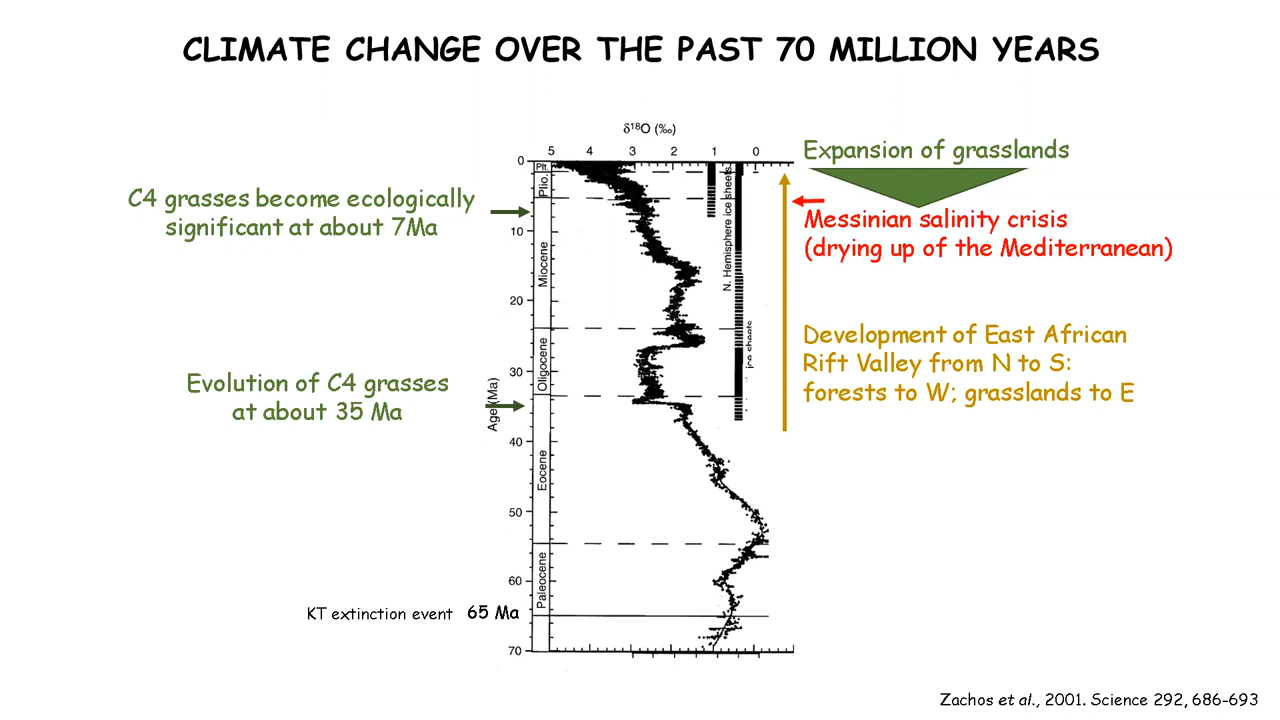 CLIMATE CHANGE OVER THE PAST 70 MILLION YEARS
δ18O (‰)
5 4 3 2 1 0
0
10
20
30
40
50
60
70
Age (Ma)
Plt.
Plio.
Miocene
Oligocene
Eocene
Paleocene
N. Hemisphere ice sheets
C4 grasses become ecologically
significant at about 7Ma
Evolution of C4 grasses
at about 35 Ma
KT extinction event 65 Ma
Expansion of grasslands
Messinian salinity crisis
(drying up of the Mediterranean)
Development of East African
Rift Valley from N to S:
forests to W; grasslands to E
Zachos et al., 2001. Science 292, 686-693